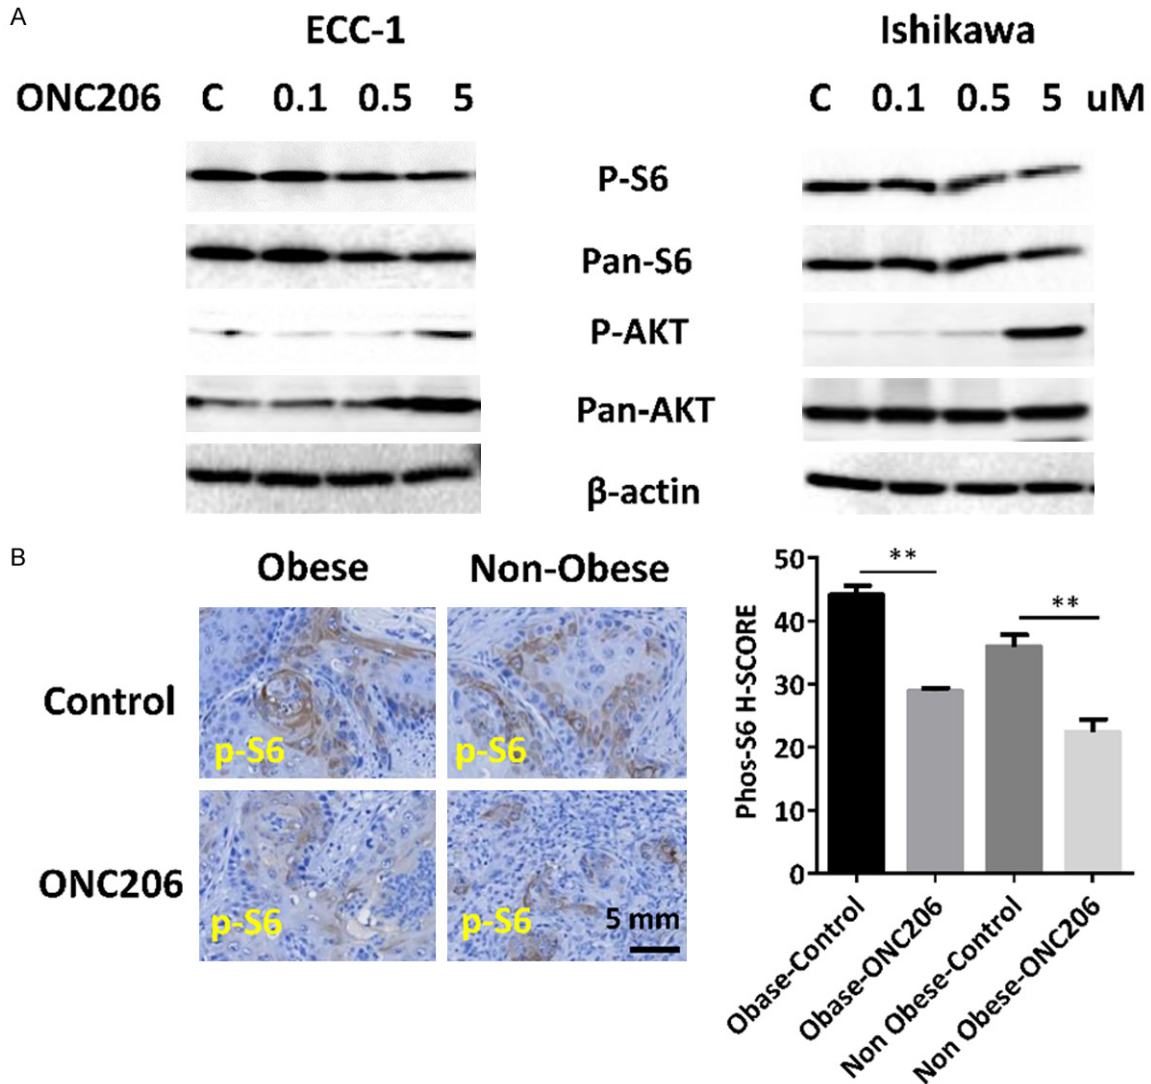 A
ECC-1
Ishikawa
ONC206 C 0.1 0.5 5
C 0.1 0.5 5 uM
P-S6
Pan-S6
P-AKT
Pan-AKT
β-actin
B
Obese
Non-Obese
Control
p-S6
p-S6
ONC206
p-S6
p-S6
5 mm
Phos-S6 H-SCORE
50
40
30
20
10
0
**
**
Obase-Control
Obase-ONC206
Non Obese-Control
Non Obese-ONC206